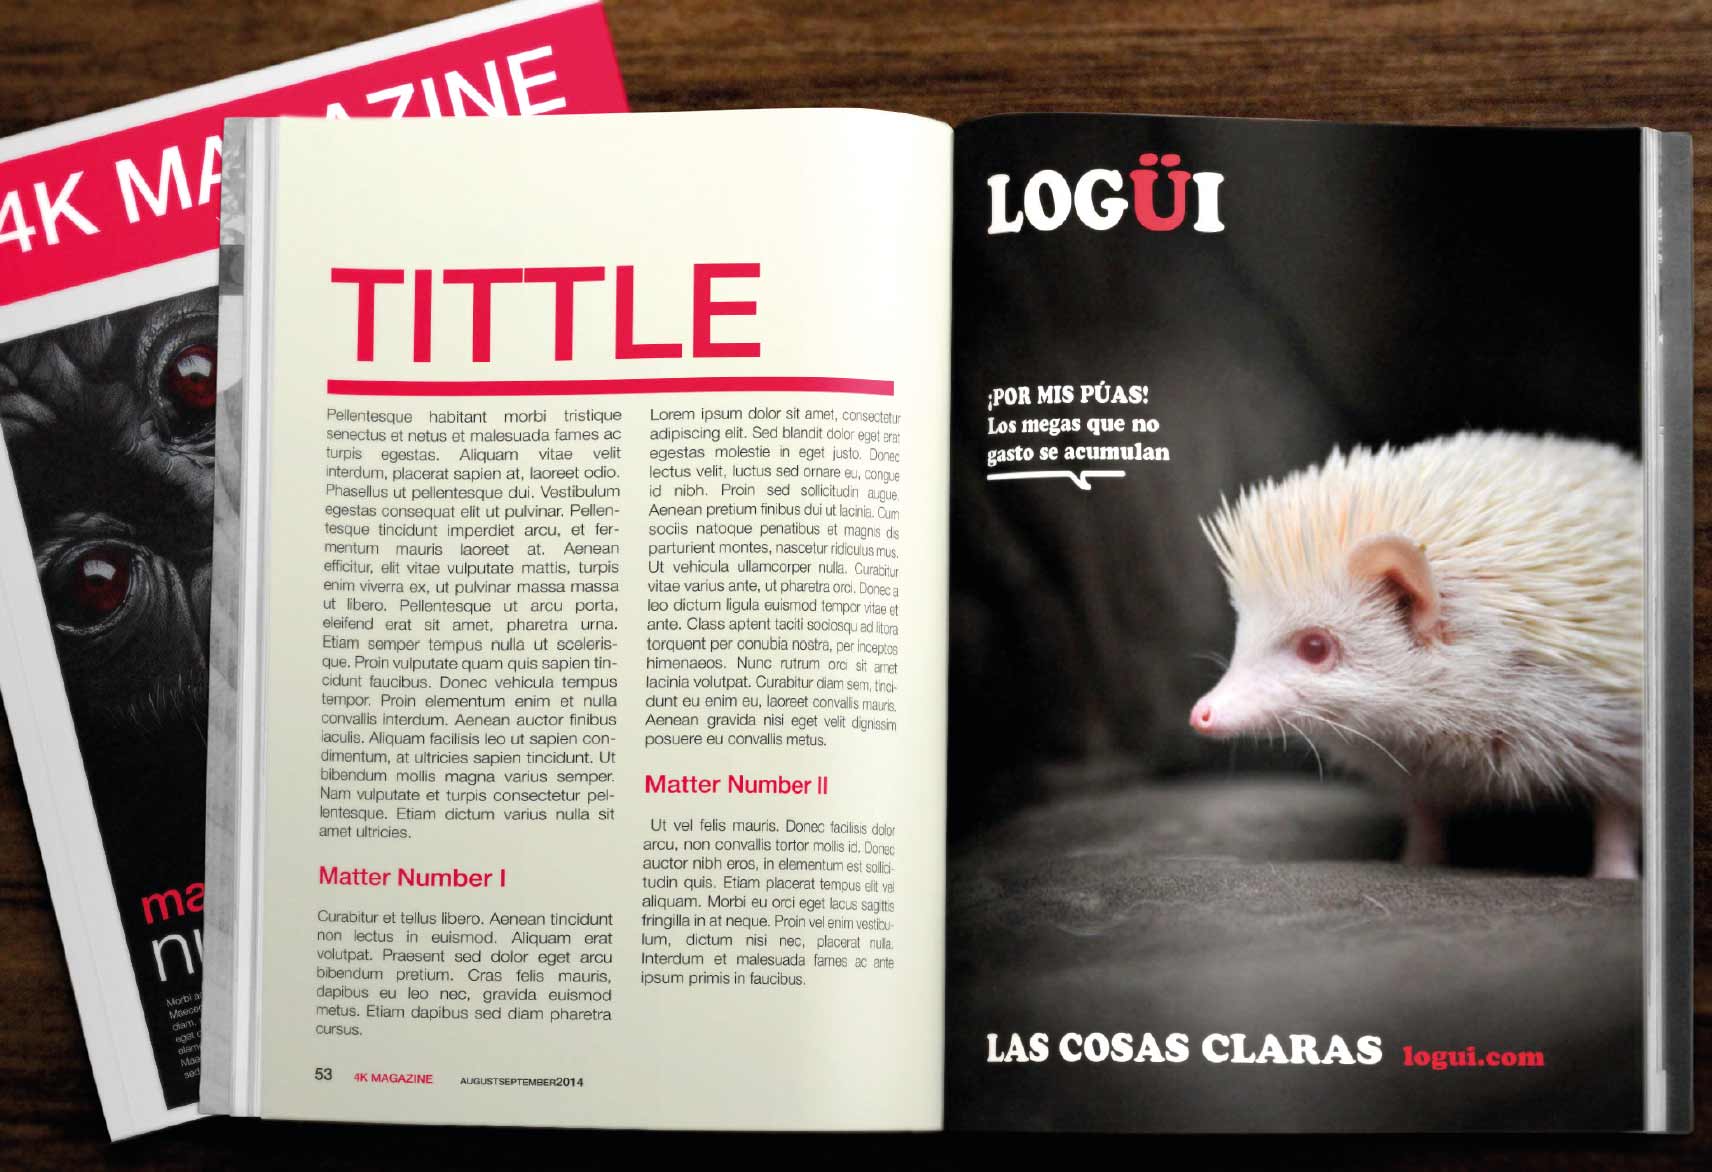 4K MAGAZINE
TITTLE
Pellentesque habitant morbi tristique
senectus et netus et malesuada fames ac
turpis egestas. Aliquam vitae velit
interdum, placerat sapien at, laoreet odio.
Phasellus ut pellentesque dui. Vestibulum
egestas consequat elit ut pulvinar. Pellen-
tesque tincidunt imperdiet arcu, et fer-
mentum mauris laoreet at. Aenean
efficitur, elit vitae vulputate mattis, turpis
enim viverra ex, ut pulvinar massa massa
ut libero. Pellentesque ut arcu porta,
eleifend erat sit amet, pharetra urna.
Etiam semper tempus nulla ut sceleris-
que. Proin vulputate quam quis sapien tin-
cidunt faucibus. Donec vehicula tempus
tempor. Proin elementum enim et nulla
convallis interdum. Aenean auctor finibus
iaculis. Aliquam facilisis leo ut sapien con-
dimentum, at ultricies sapien tincidunt. Ut
bibendum mollis magna varius semper.
Nam vulputate et turpis consectetur pel-
lentesque. Etiam dictum varius nulla sit
amet ultricies.
Matter Number I
Curabitur et tellus libero. Aenean tincidunt
non lectus in euismod. Aliquam erat
volutpat. Praesent sed dolor eget arcu
bibendum pretium. Cras felis mauris,
dapibus eu leo nec, gravida euismod
metus. Etiam dapibus sed diam pharetra
cursus.
Lorem ipsum dolor sit amet, consectetur
adipiscing elit. Sed blandit dolor eget erat
egestas molestie in eget justo. Donec
lectus velit, luctus sed ornare eu, congue
id nibh. Proin sed sollicitudin augue.
Aenean pretium finibus dui ut lacinia. Cum
sociis natoque penatibus et magnis dis
parturient montes, nascetur ridiculus mus.
Ut vehicula ullamcorper nulla. Curabitur
vitae varius ante, ut pharetra orci. Donec a
leo dictum ligula euismod tempor vitae et
ante. Class aptent taciti sociosqu ad litora
torquent per conubia nostra, per inceptos
himenaeos. Nunc rutrum orci sit amet
lacinia volutpat. Curabitur diam sem, tinci-
dunt eu enim eu, laoreet convallis mauris.
Aenean gravida nisi eget velit dignissim
posuere eu convallis metus.
Matter Number II
Ut vel felis mauris. Donec facilisis dolor
arcu, non convallis tortor mollis id. Donec
auctor nibh eros, in elementum est sollici-
tudin quis. Etiam placerat tempus elit vel
aliquam. Morbi eu orci eget lacus sagittis
fringilla in at neque. Proin vel enim vestibu-
lum, dictum nisi nec, placerat nulla.
Interdum et malesuada fames ac ante
ipsum primis in faucibus.
53 4K MAGAZINE AUGUSTSEPTEMBER2014
LOGÜI
¡POR MIS PÚAS!
Los megas que no
gasto se acumulan
LAS COSAS CLARAS logui.com